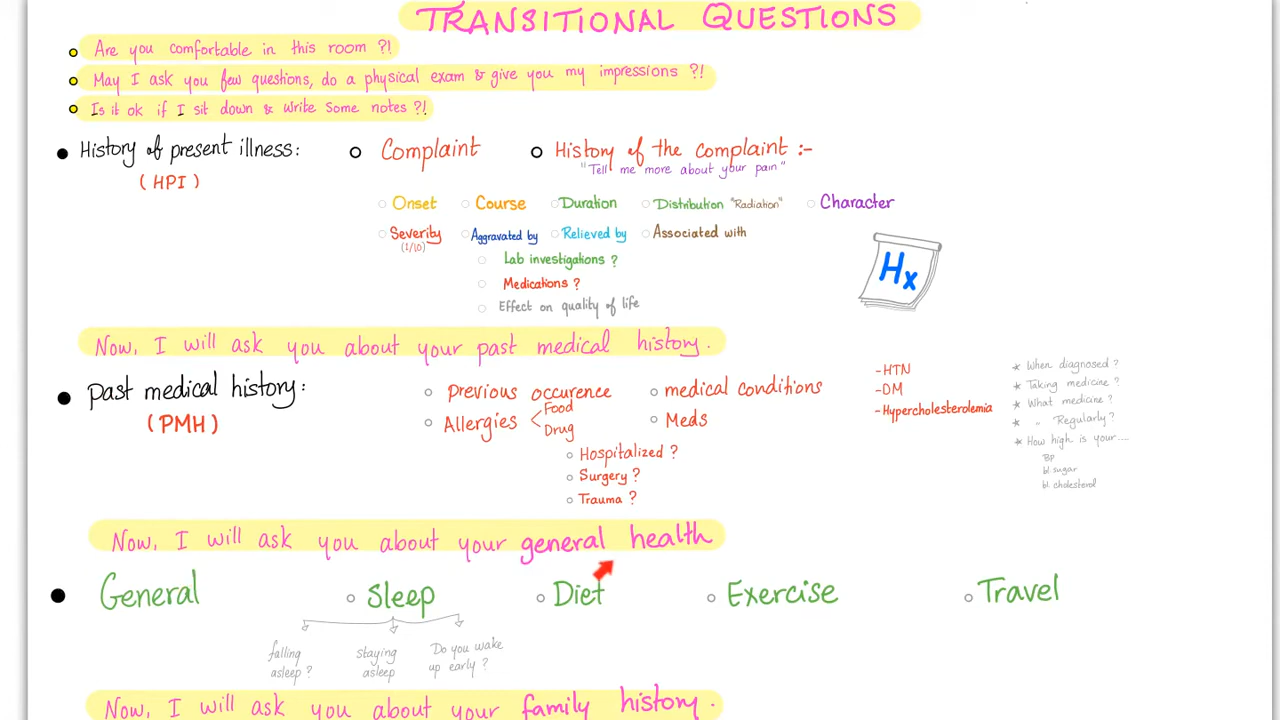 TRANSITIONAL QUESTIONS
Are you comfortable in this room ?!
May I ask you few questions, do a physical exam & give you my impressions ?!
Is it ok if I sit down & Write Some notes ?!
History of present illness: Complaint History of the Complaint :-
(HPI) "Tell me more about your pain"
Onset Course Duration Distribution "Radiation" Character
Severity Aggravated by Relieved by Associated with
(1/10)
Lab investigations ?
Medications ?
Effect on quality of life
Hx
Now, I will ask you about your past medical history.
Past medical history: Previous occurence medical conditions
(PMH) Allergies Food Drug Meds
Hospitalized ?
Surgery ?
Trauma ?
-HTN
-DM
-Hypercholesterolemia
* When diagnosed ?
* Taking medicine ?
* What medicine ?
* " Regularly ?
* How high is your....
BP
bl sugar
bl cholesterol
Now, I will ask you about your general health
General Sleep Diet Exercise Travel
falling asleep ? staying asleep Do you wake up early ?
Now, I will ask you about your family history.